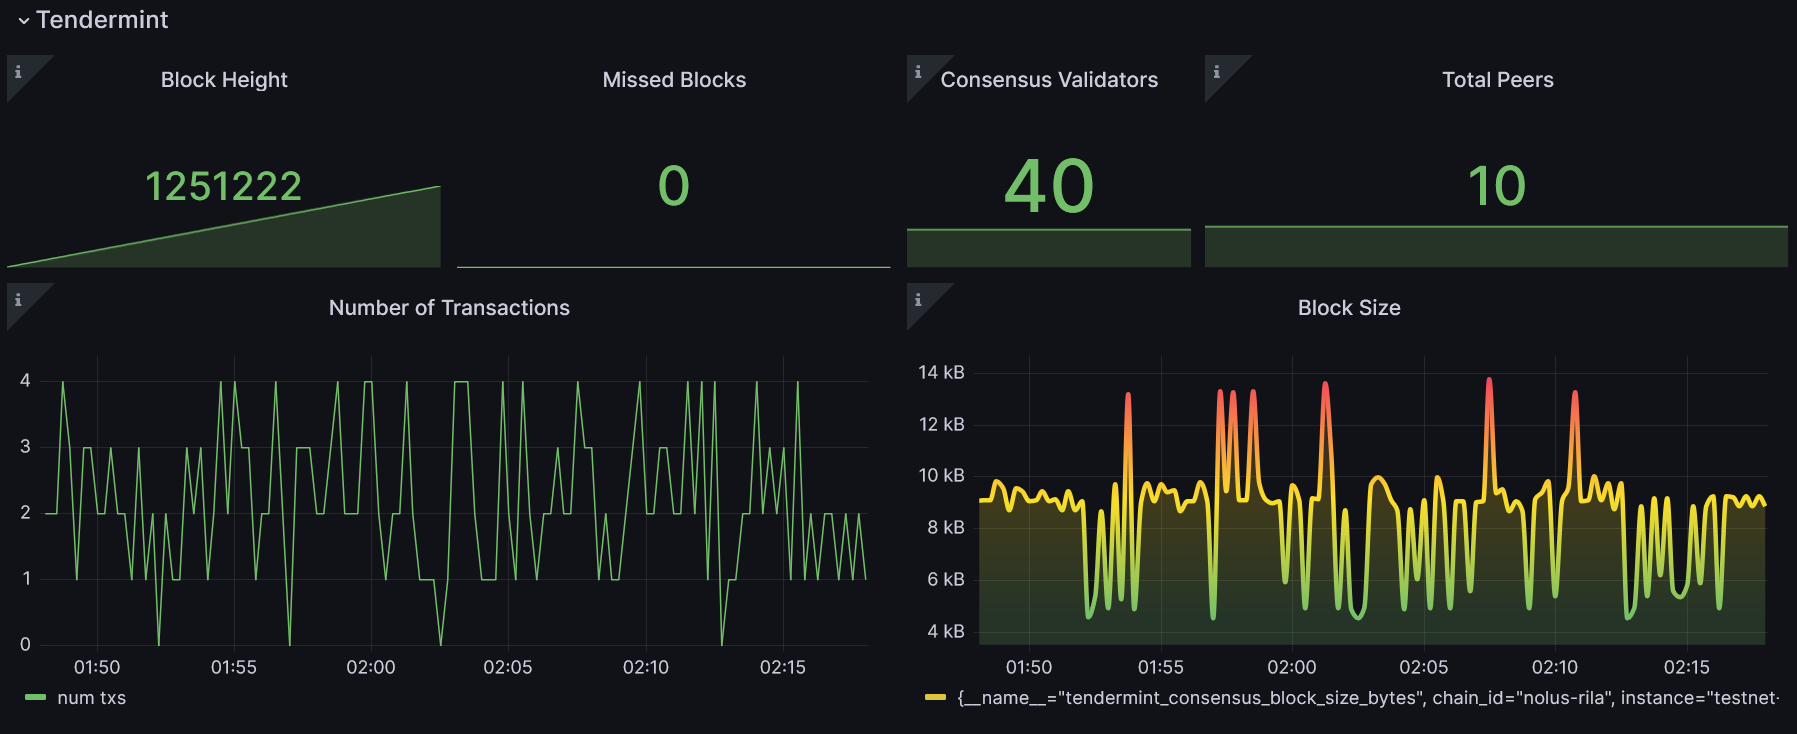 Tendermint
Block Height
Missed Blocks
Consensus Validators
Total Peers
1251222
0
40
10
Number of Transactions
4
3
2
1
0
01:50
01:55
02:00
02:05
02:10
02:15
num txs
Block Size
14 kB
12 kB
10 kB
8 kB
6 kB
4 kB
01:50
01:55
02:00
02:05
02:10
02:15
{__name__="tendermint_consensus_block_size_bytes", chain_id="nolus-rila", instance="testnet-